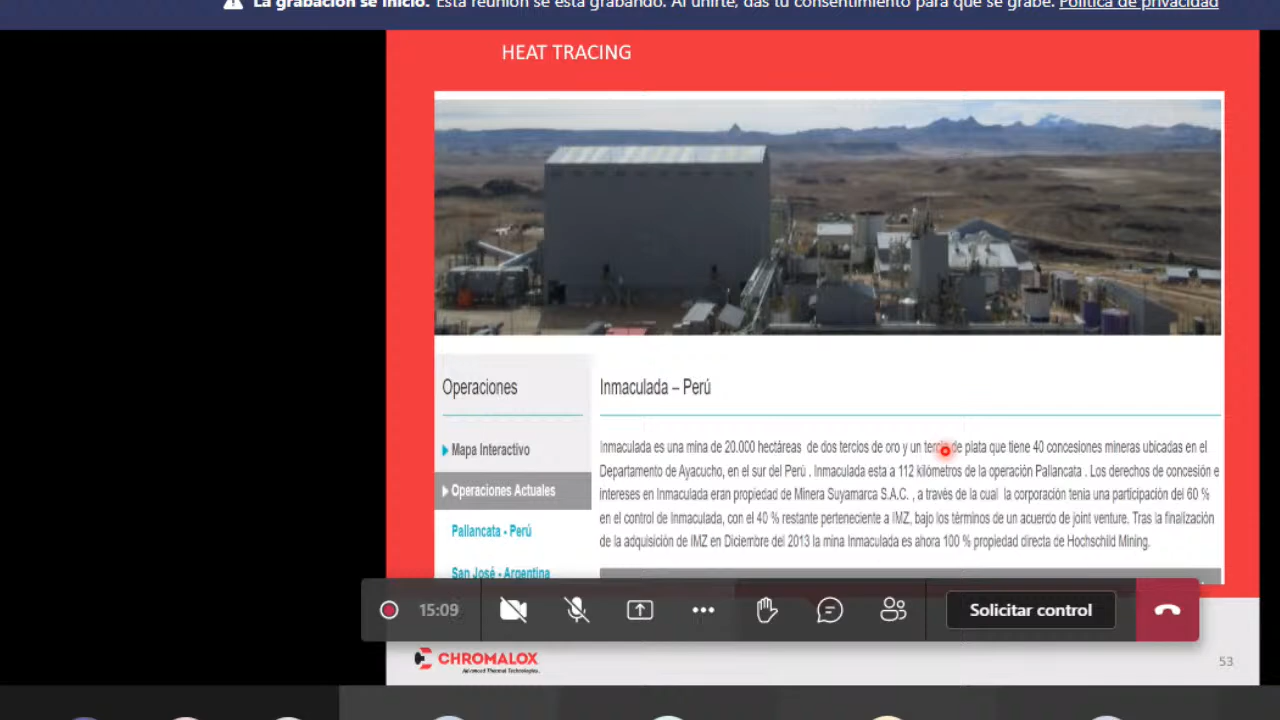 La grabación se inició. Esta reunión se está grabando. Al unirte, das tu consentimiento para que se grabe. Política de privacidad
HEAT TRACING
Operaciones
Mapa Interactivo
Operaciones Actuales
Pallancata - Perú
San José - Argentina
Inmaculada – Perú
Inmaculada es una mina de 20.000 hectáreas de dos tercios de oro y un tercio de plata que tiene 40 concesiones mineras ubicadas en el
Departamento de Ayacucho, en el sur del Perú . Inmaculada esta a 112 kilómetros de la operación Pallancata . Los derechos de concesión e
intereses en Inmaculada eran propiedad de Minera Suyamarca S.A.C. , a través de la cual la corporación tenia una participación del 60 %
en el control de Inmaculada, con el 40 % restante perteneciente a IMZ, bajo los términos de un acuerdo de joint venture. Tras la finalización
de la adquisición de IMZ en Diciembre del 2013 la mina Inmaculada es ahora 100 % propiedad directa de Hochschild Mining.
15:09
Solicitar control
CHROMALOX
Advanced Thermal Technologies
53